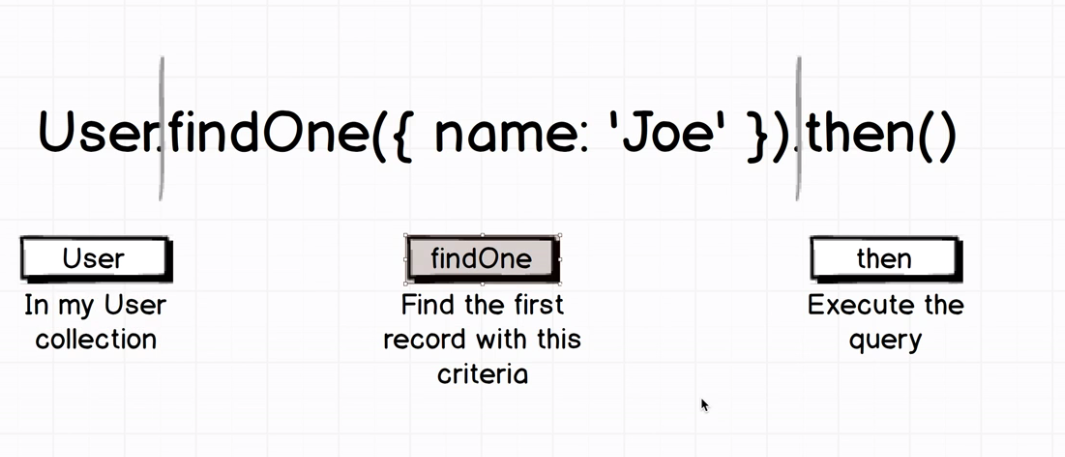 User.findOne({ name: 'Joe' }).then()
User
In my User
collection
findOne
Find the first
record with this
criteria
then
Execute the
query